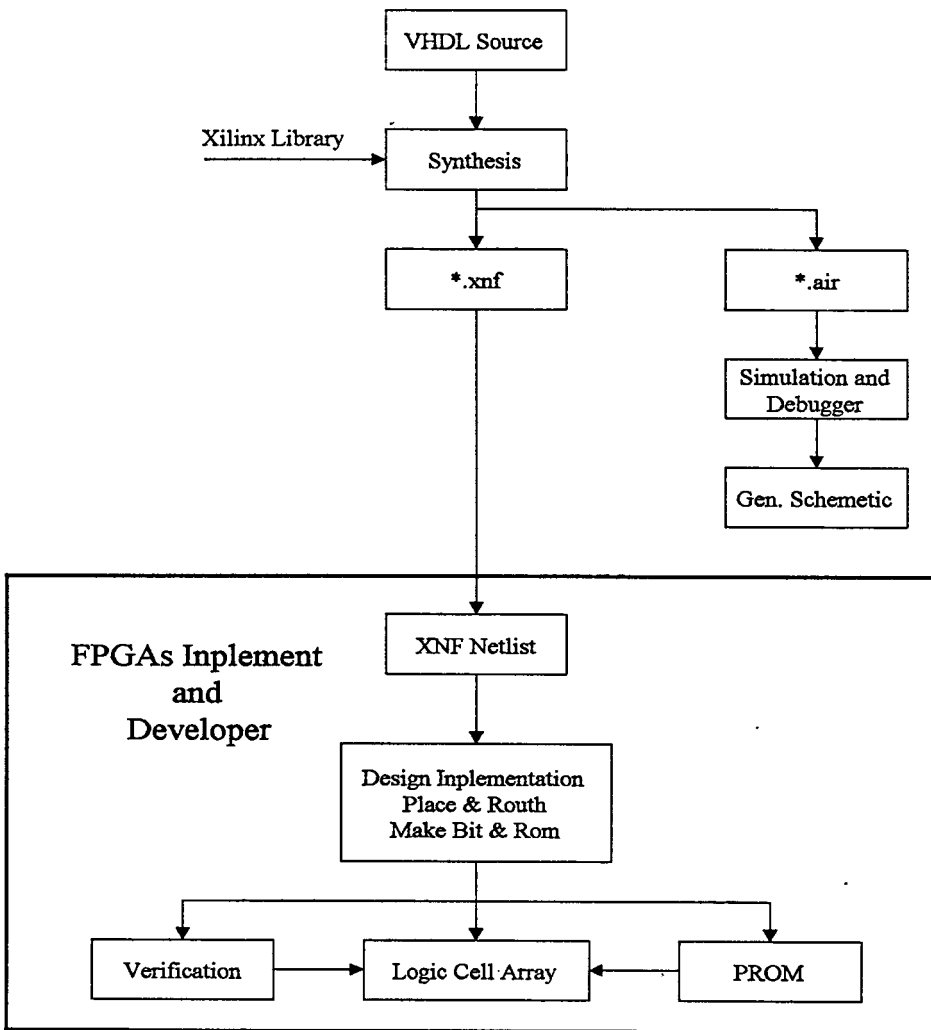 VHDL Source
Xilinx Library
Synthesis
*.xnf
*.air
Simulation and
Debugger
Gen. Schemetic
FPGAs Inplement
and
Developer
XNF Netlist
Design Inplementation
Place & Routh
Make Bit & Rom
Verification
Logic Cell Array
PROM